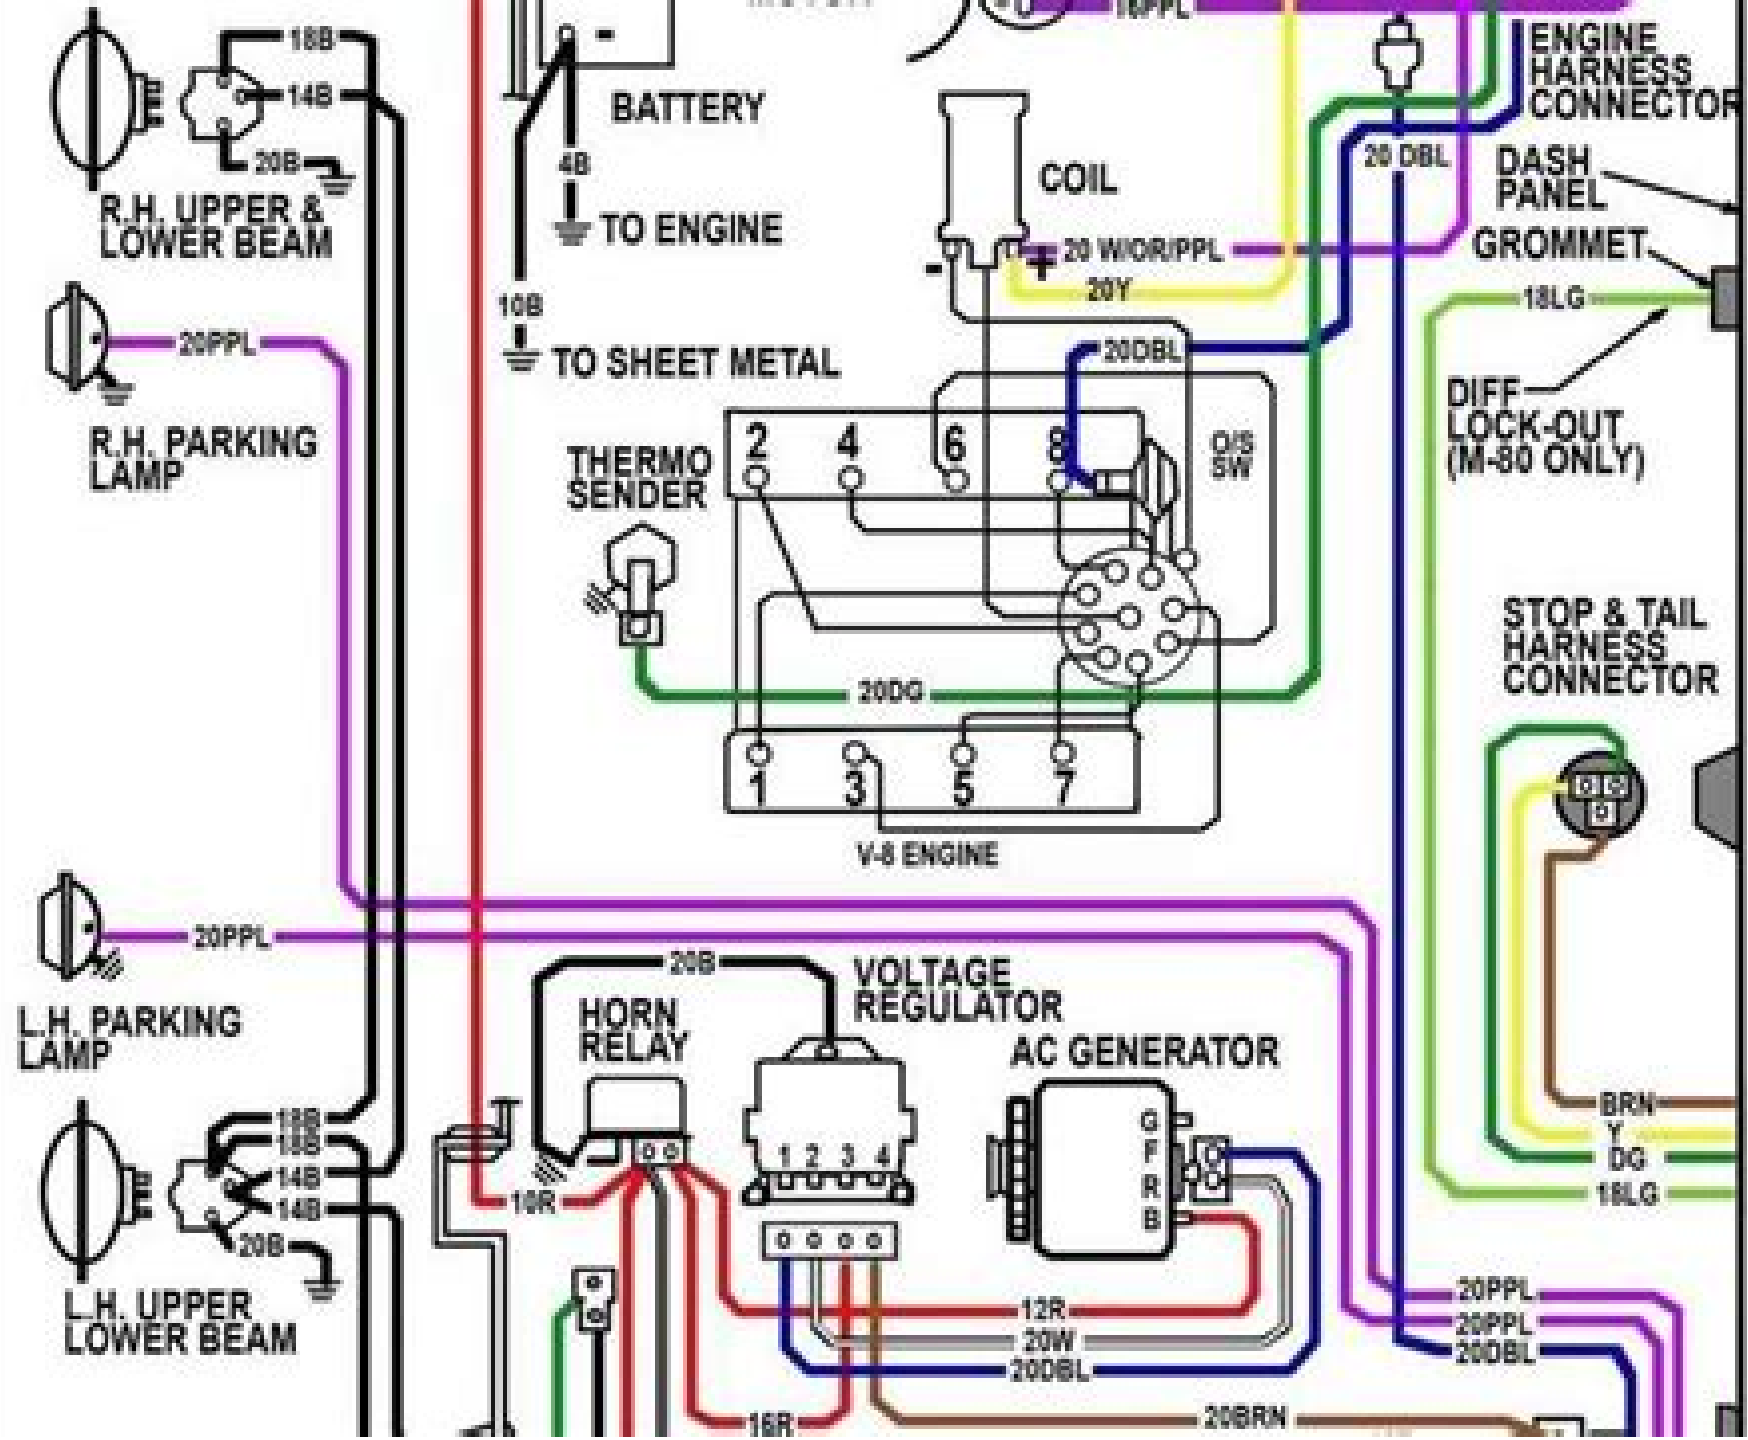 18B
14B
20B
R.H. UPPER &
LOWER BEAM
20PPL
R.H. PARKING
LAMP
20PPL
L.H. PARKING
LAMP
18B
18B
14B
14B
20B
L.H. UPPER
LOWER BEAM
-
BATTERY
4B
TO ENGINE
10B
TO SHEET METAL
COIL
-
+
20 W/OR/PPL
20Y
20DBL
16PPL
ENGINE
HARNESS
CONNECTOR
20 DBL
DASH
PANEL
GROMMET
18LG
DIFF
LOCK-OUT
(M-80 ONLY)
THERMO
SENDER
2 4 6 8
O/S
SW
20DG
1 3 5 7
V-8 ENGINE
STOP & TAIL
HARNESS
CONNECTOR
BRN
Y
DG
18LG
20B
VOLTAGE
REGULATOR
HORN
RELAY
AC GENERATOR
1 2 3 4
G
F
R
B
10R
12R
20W
20DBL
16R
20BRN
20PPL
20PPL
20DBL